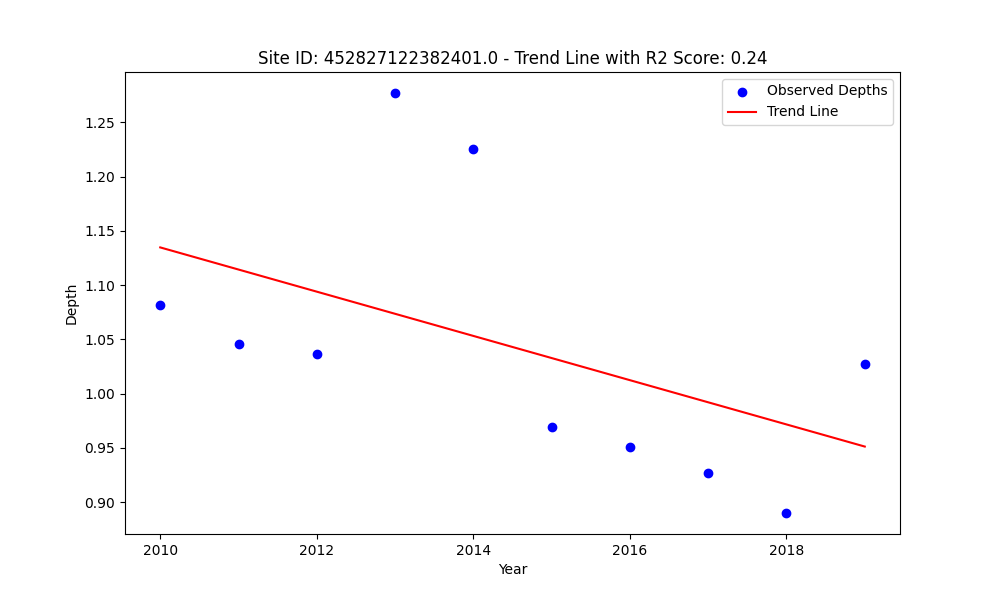 Site ID: 452827122382401.0 - Trend Line with R2 Score: 0.24
Observed Depths
Trend Line
1.25
1.20
1.15
1.10
1.05
1.00
0.95
0.90
Depth
2010
2012
2014
2016
2018
Year